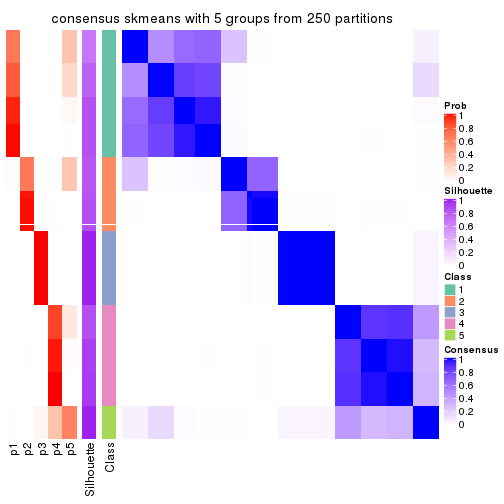 consensus skmeans with 5 groups from 250 partitions
Prob
1
0.8
0.6
0.4
0.2
0
Silhouette
1
0.8
0.6
0.4
0.2
0
Class
1
2
3
4
5
Consensus
1
0.8
0.6
0.4
0.2
0
p1
p2
p3
p4
p5
Silhouette
Class